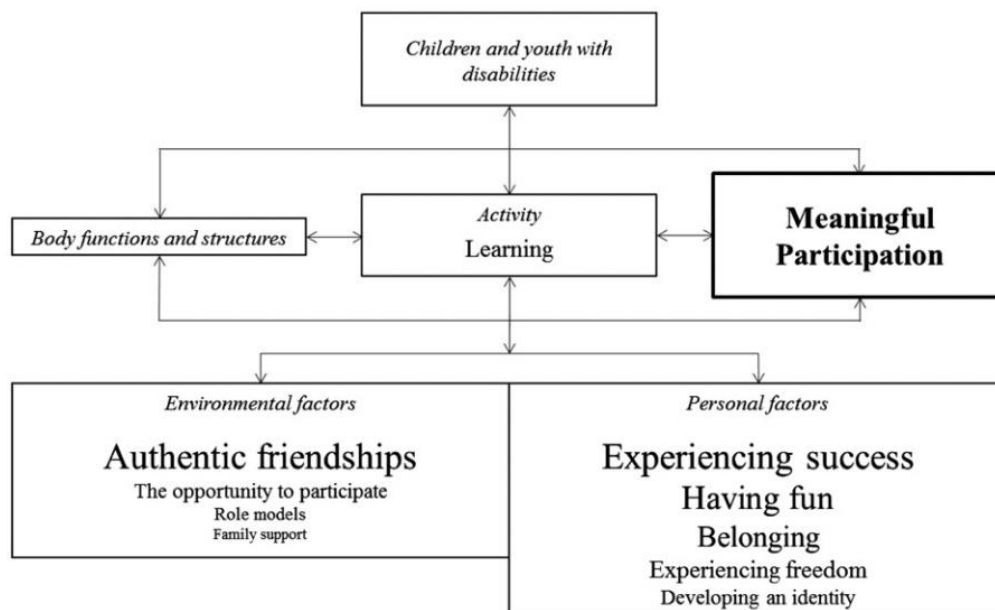 Children and youth with
disabilities
Body functions and structures
Activity
Learning
Meaningful
Participation
Environmental factors
Authentic friendships
The opportunity to participate
Role models
Family support
Personal factors
Experiencing success
Having fun
Belonging
Experiencing freedom
Developing an identity